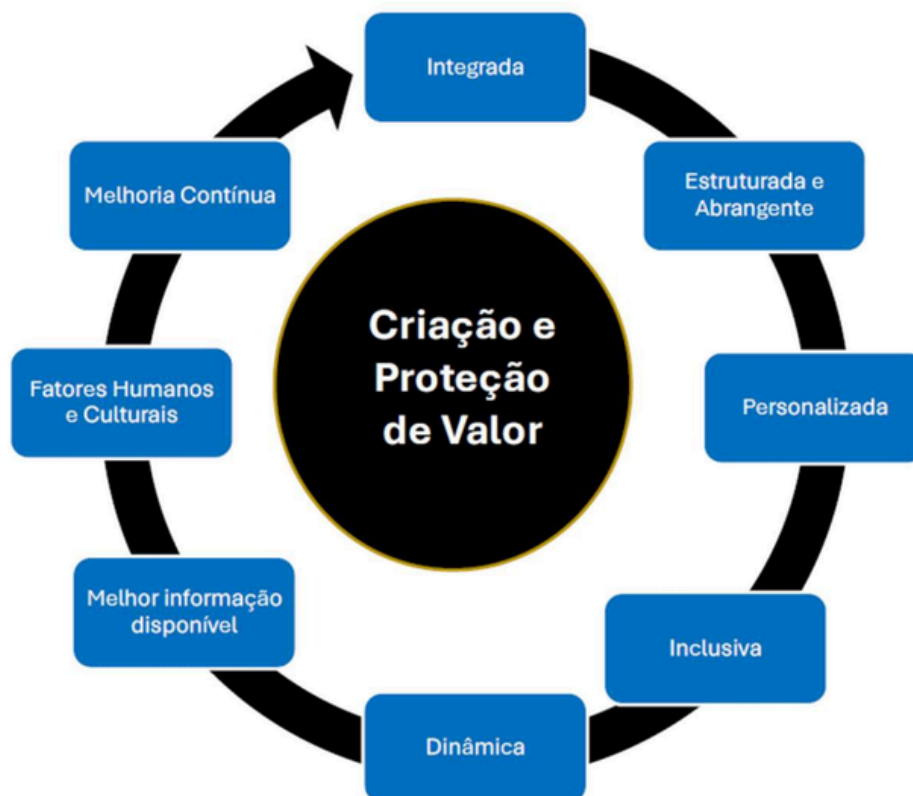 Integrada
Estruturada e
Abrangente
Personalizada
Inclusiva
Dinâmica
Melhor informação
disponível
Fatores Humanos
e Culturais
Melhoria Contínua
Criação e
Proteção
de Valor